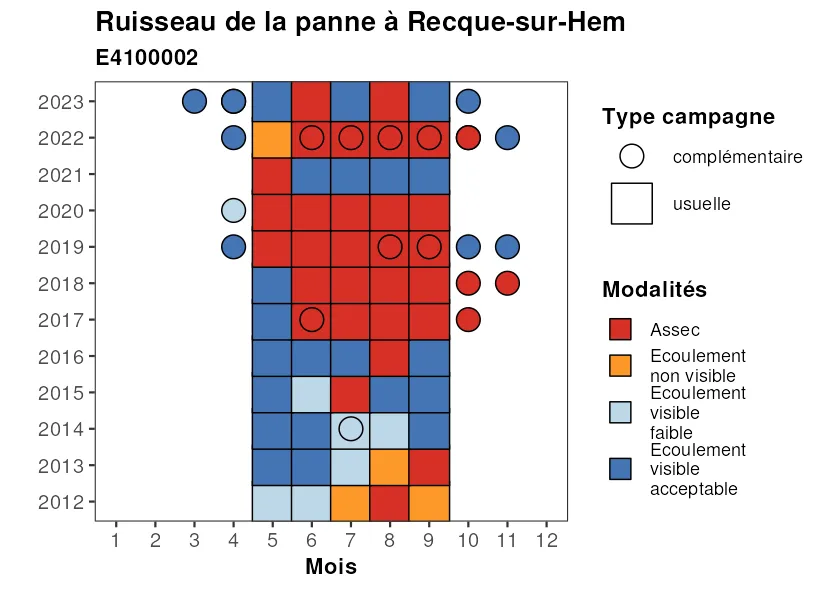 Ruisseau de la panne à Recque-sur-Hem
E4100002
2023
2022
2021
2020
2019
2018
2017
2016
2015
2014
2013
2012
1 2 3 4 5 6 7 8 9 10 11 12
Mois
Type campagne
complémentaire
usuelle
Modalités
Assec
Ecoulement
non visible
Ecoulement
visible
faible
Ecoulement
visible
acceptable